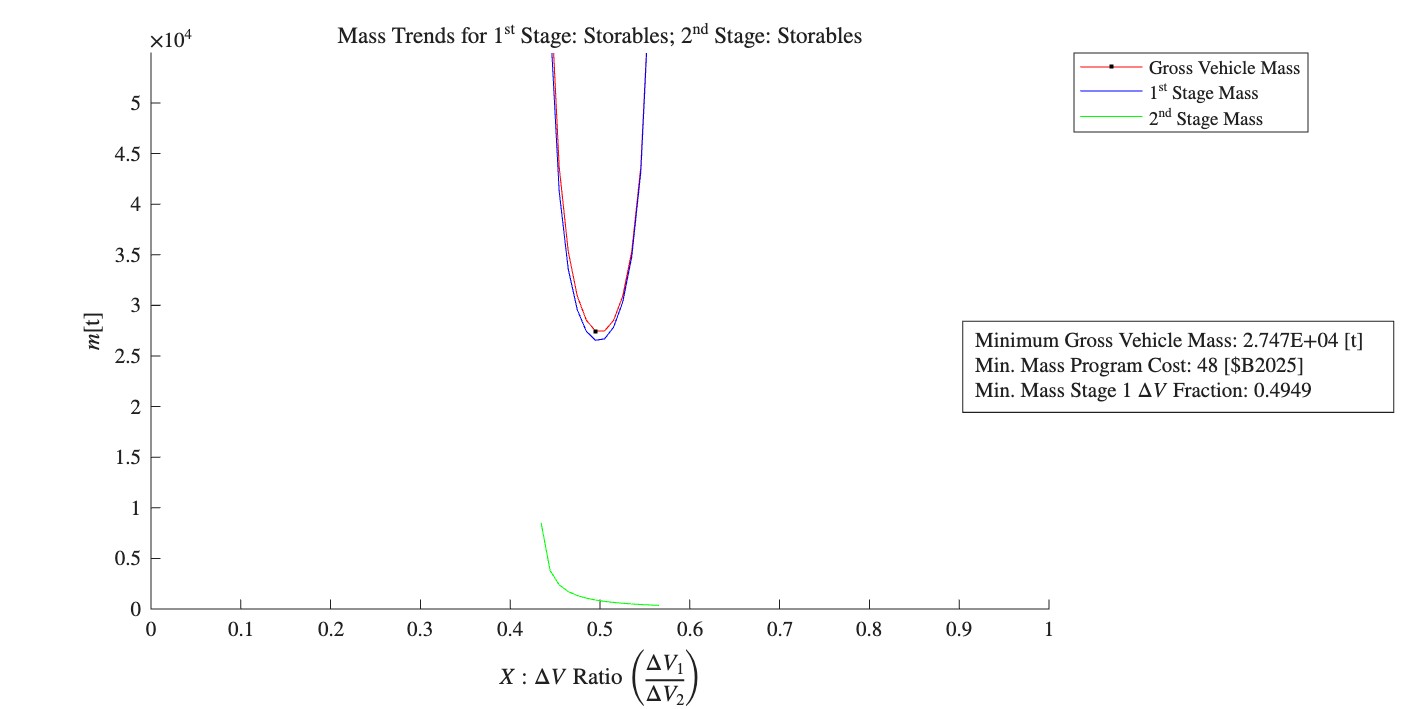 ×10⁴
Mass Trends for 1ˢᵗ Stage: Storables; 2ⁿᵈ Stage: Storables
Gross Vehicle Mass
1ˢᵗ Stage Mass
2ⁿᵈ Stage Mass
5
4.5
4
3.5
3
2.5
2
1.5
1
0.5
0
m[t]
Minimum Gross Vehicle Mass: 2.747E+04 [t]
Min. Mass Program Cost: 48 [$B2025]
Min. Mass Stage 1 ΔV Fraction: 0.4949
0 0.1 0.2 0.3 0.4 0.5 0.6 0.7 0.8 0.9 1
X : ΔV Ratio (ΔV₁/ΔV₂)